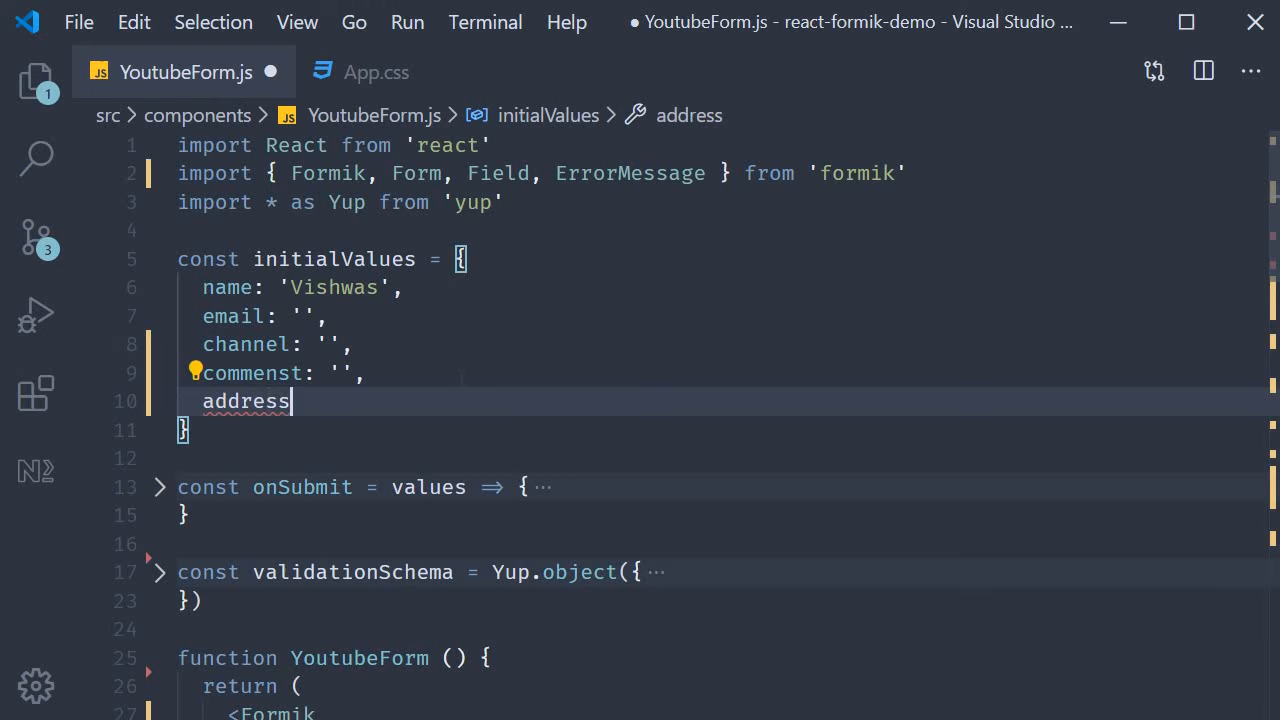 File Edit Selection View Go Run Terminal Help ● YoutubeForm.js - react-formik-demo - Visual Studio ...
JS YoutubeForm.js ● App.css
src > components > JS YoutubeForm.js > initialValues > address
1 import React from 'react'
2 import { Formik, Form, Field, ErrorMessage } from 'formik'
3 import * as Yup from 'yup'
4
5 const initialValues = {
6 name: 'Vishwas',
7 email: '',
8 channel: '',
9 commenst: '',
10 address
11 }
12
13 const onSubmit = values => { ...
15 }
16
17 const validationSchema = Yup.object({ ...
23 })
24
25 function YoutubeForm () {
26 return (
27 <Formik
1
3